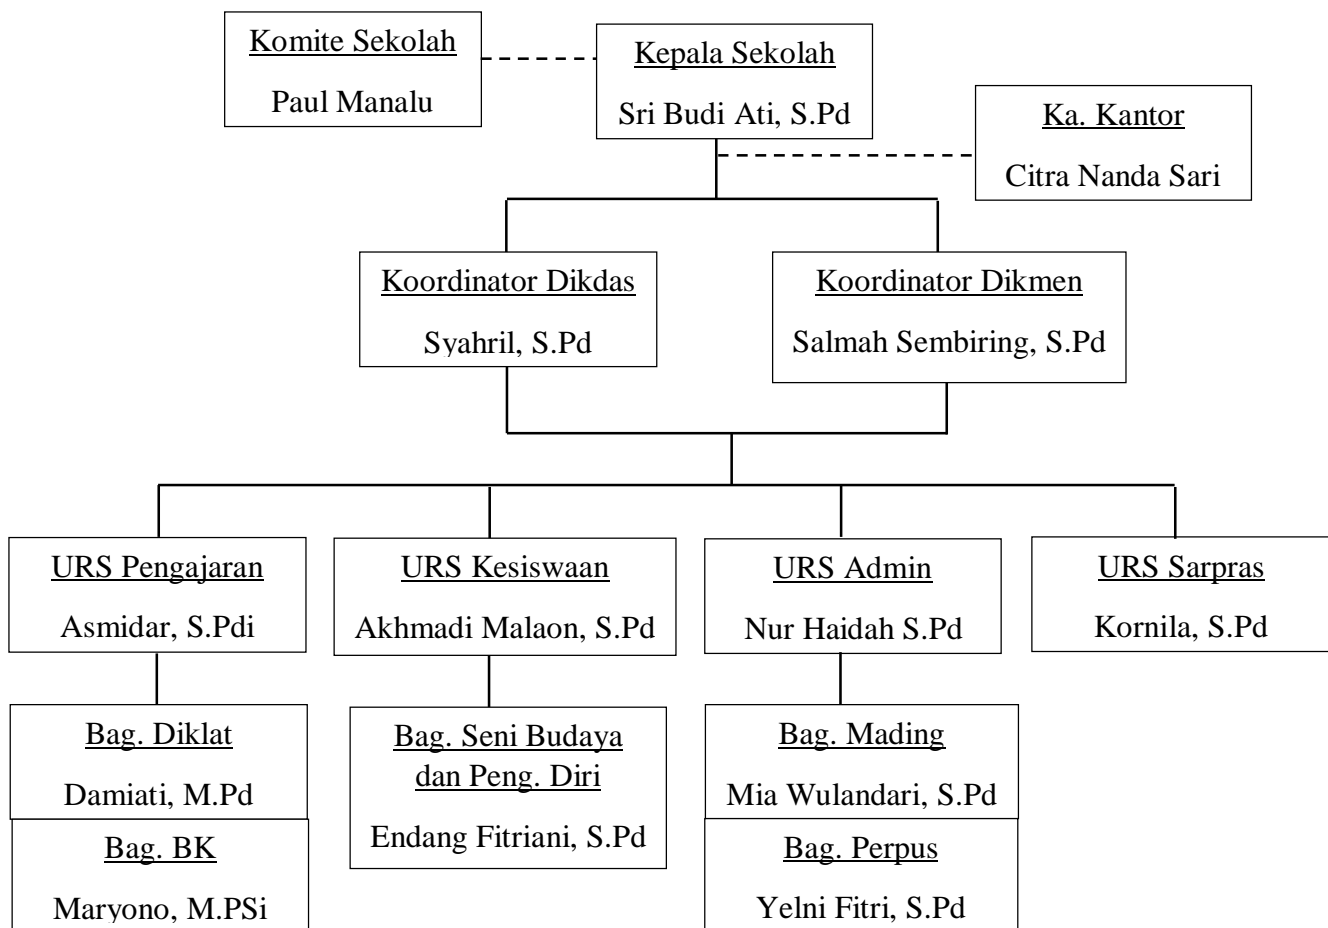 Komite Sekolah
Paul Manalu
Kepala Sekolah
Sri Budi Ati, S.Pd
Ka. Kantor
Citra Nanda Sari
Koordinator Dikdas
Syahril, S.Pd
Koordinator Dikmen
Salmah Sembiring, S.Pd
URS Pengajaran
Asmidar, S.Pdi
URS Kesiswaan
Akhmadi Malaon, S.Pd
URS Admin
Nur Haidah S.Pd
URS Sarpras
Kornila, S.Pd
Bag. Diklat
Damiati, M.Pd
Bag. BK
Maryono, M.PSi
Bag. Seni Budaya
dan Peng. Diri
Endang Fitriani, S.Pd
Bag. Mading
Mia Wulandari, S.Pd
Bag. Perpus
Yelni Fitri, S.Pd